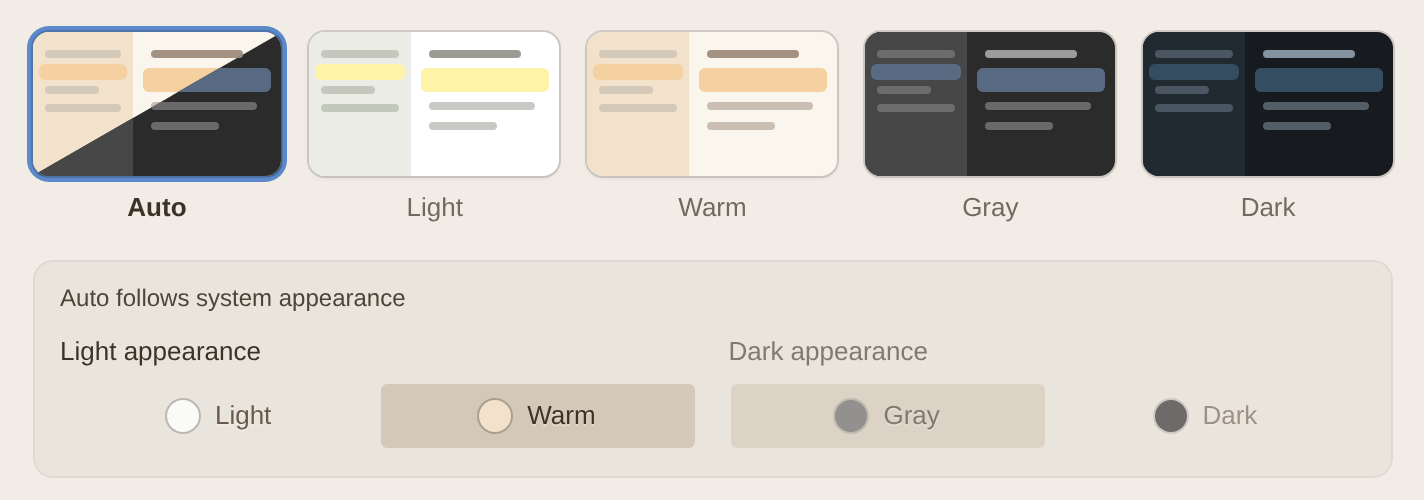 Auto
Light
Warm
Gray
Dark
Auto follows system appearance
Light appearance
Dark appearance
Light
Warm
Gray
Dark